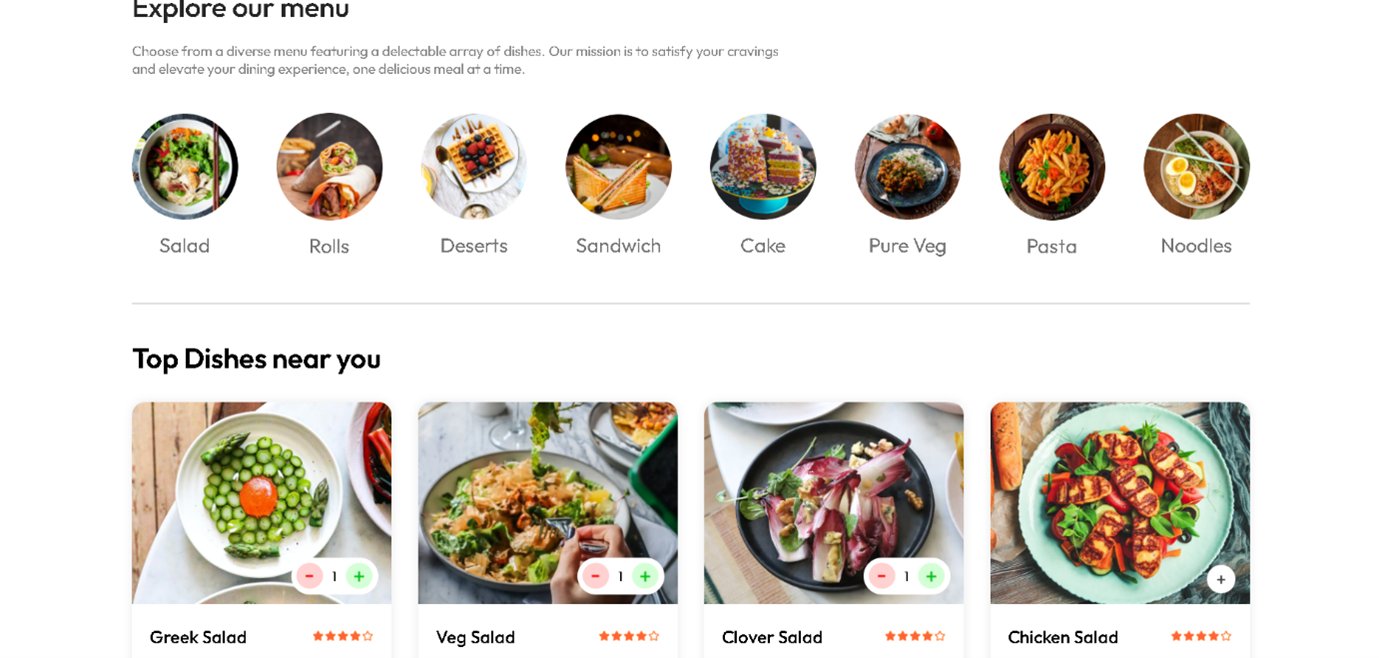 Explore our menu
Choose from a diverse menu featuring a delectable array of dishes. Our mission is to satisfy your cravings
and elevate your dining experience, one delicious meal at a time.
Salad Rolls Deserts Sandwich Cake Pure Veg Pasta Noodles
Top Dishes near you
- 1 + - 1 + - 1 + +
Greek Salad Veg Salad Clover Salad Chicken Salad